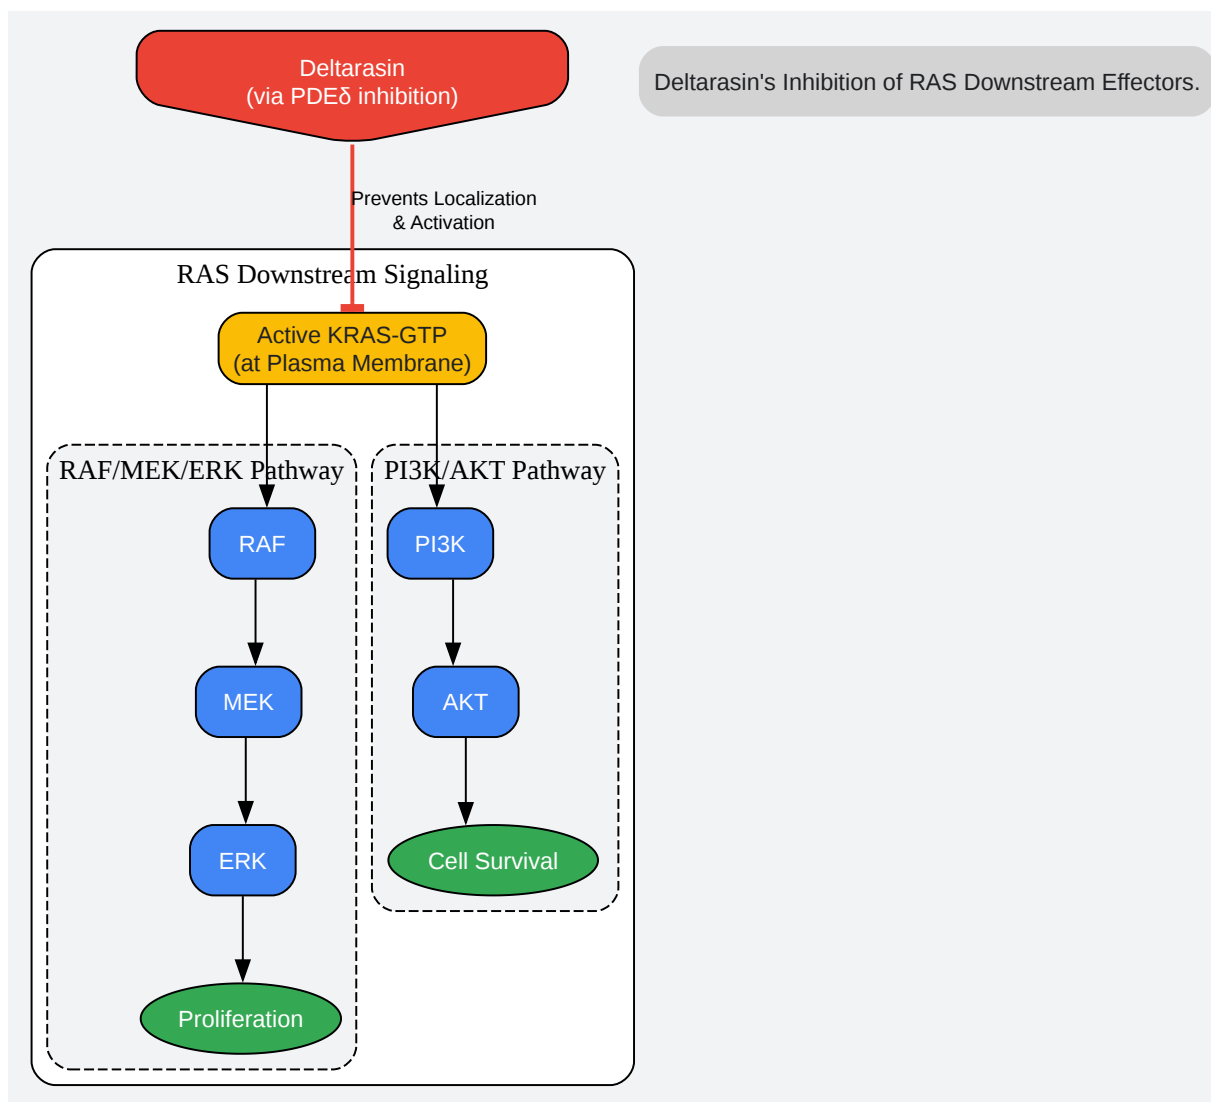 Deltarasin
(via PDEδ inhibition)
Deltarasin's Inhibition of RAS Downstream Effectors.
Prevents Localization
& Activation
RAS Downstream Signaling
Active KRAS-GTP
(at Plasma Membrane)
RAF/MEK/ERK Pathway
PI3K/AKT Pathway
RAF
PI3K
MEK
AKT
ERK
Cell Survival
Proliferation